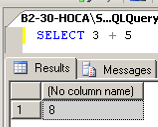 B2-30-HOCA\S...QLQuery
SELECT 3 + 5
Results Messages
(No column name)
1 8